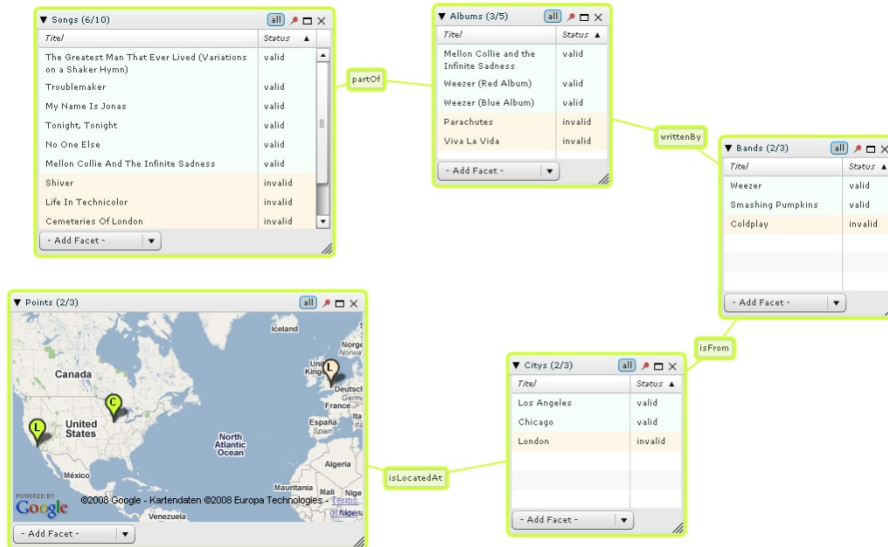 Songs (6/10) all
Titel Status
The Greatest Man That Ever Lived (Variations
on a Shaker Hymn) valid
Troublemaker valid
My Name Is Jonas valid
Tonight, Tonight valid
No One Else valid
Mellon Collie And The Infinite Sadness valid
Shiver invalid
Life In Technicolor invalid
Cemeteries Of London invalid
- Add Facet -
partOf
Albums (3/5) all
Titel Status
Mellon Collie and the valid
Infinite Sadness
Weezer (Red Album) valid
Weezer (Blue Album) valid
Parachutes invalid
Viva La Vida invalid
- Add Facet -
writtenBy
Bands (2/3) all
Titel Status
Weezer valid
Smashing Pumpkins valid
Coldplay invalid
- Add Facet -
isFrom
Citys (2/3) all
Titel Status
Los Angeles valid
Chicago valid
London invalid
- Add Facet -
isLocatedAt
Points (2/3) all
Iceland
Canada
L
C
L
United
States
North
Atlantic
Ocean
México
Venezuela
France
España
Spain
Algeria
Mauritania
Mali
POWERED BY
Google
©2008 Google - Kartendaten ©2008 Europa Technologies - Terms
- Add Facet -